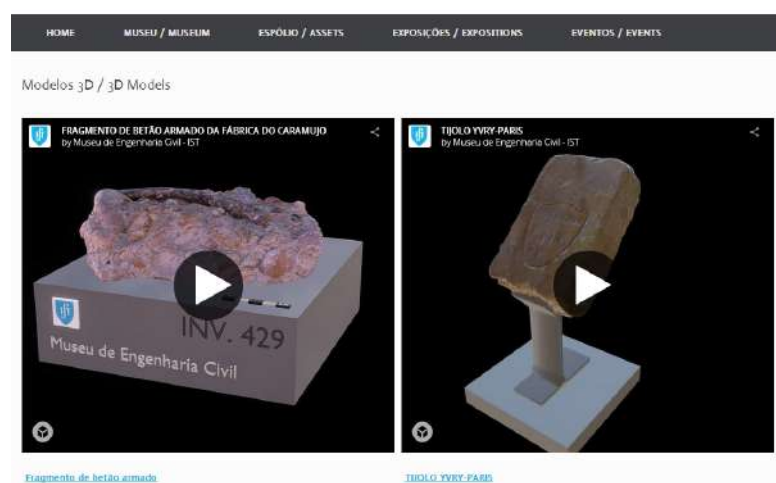 HOME MUSEU / MUSEUM ESPÓLIO / ASSETS EXPOSIÇÕES / EXPOSITIONS EVENTOS / EVENTS
Modelos 3D / 3D Models
FRAGMENTO DE BETÃO ARMADO DA FÁBRICA DO CARAMUJO
by Museu de Engenharia Civil - IST
INV. 429
Museu de Engenharia Civil
Fragmento de betão armado
TIJOLO YVRY-PARIS
by Museu de Engenharia Civil - IST
TIJOLO YVRY-PARIS